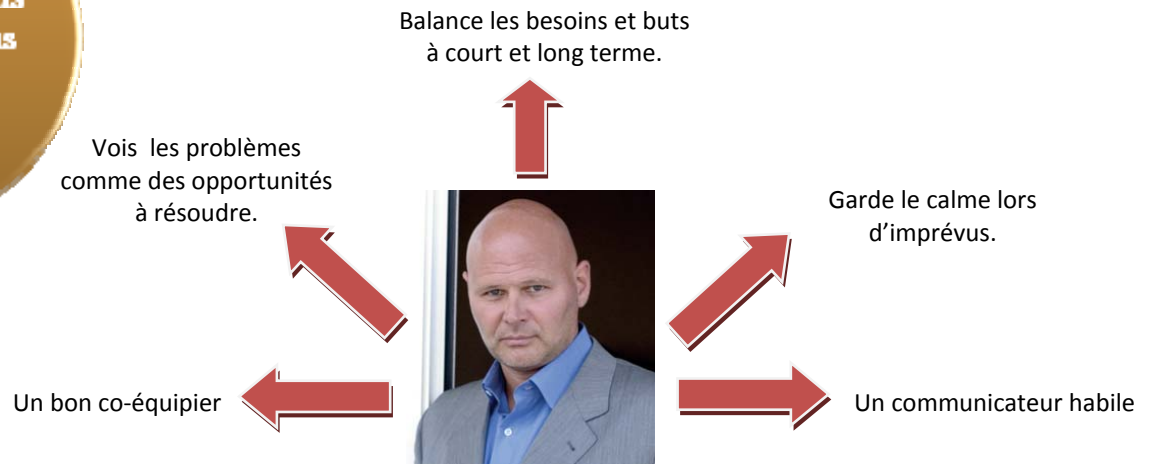 Balance les besoins et buts
à court et long terme.
Vois les problèmes
comme des opportunités
à résoudre.
Garde le calme lors
d'imprévus.
Un bon co-équipier
Un communicateur habile